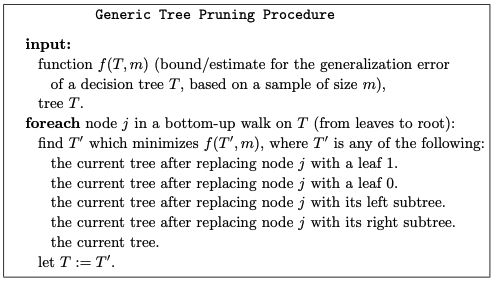 Generic Tree Pruning Procedure
input:
function f(T, m) (bound/estimate for the generalization error
of a decision tree T, based on a sample of size m),
tree T.
foreach node j in a bottom-up walk on T (from leaves to root):
find T′ which minimizes f(T′, m), where T′ is any of the following:
the current tree after replacing node j with a leaf 1.
the current tree after replacing node j with a leaf 0.
the current tree after replacing node j with its left subtree.
the current tree after replacing node j with its right subtree.
the current tree.
let T := T′.